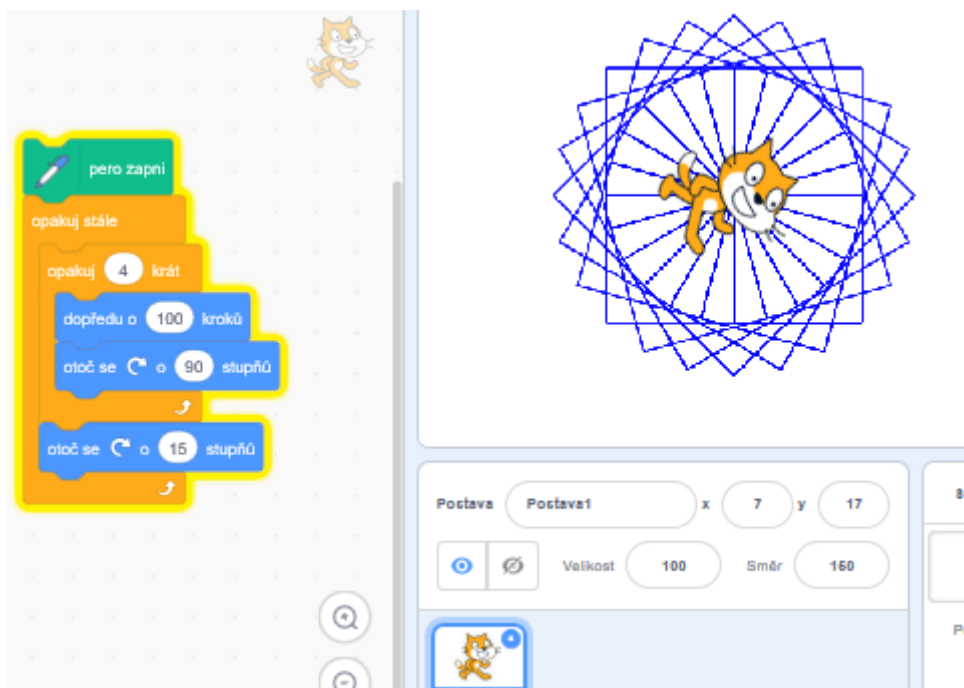 pero zapni
opakuj stále
opakuj 4 krát
dopředu o 100 kroků
otoč se o 90 stupňů
otoč se o 15 stupňů
Postava Postava1 x 7 y 17
Velikost 100 Směr 150